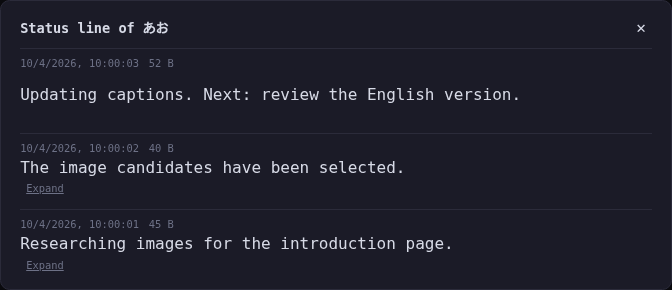 Status line of あお ×
10/4/2026, 10:00:03 52 B
Updating captions. Next: review the English version.
10/4/2026, 10:00:02 40 B
The image candidates have been selected.
Expand
10/4/2026, 10:00:01 45 B
Researching images for the introduction page.
Expand